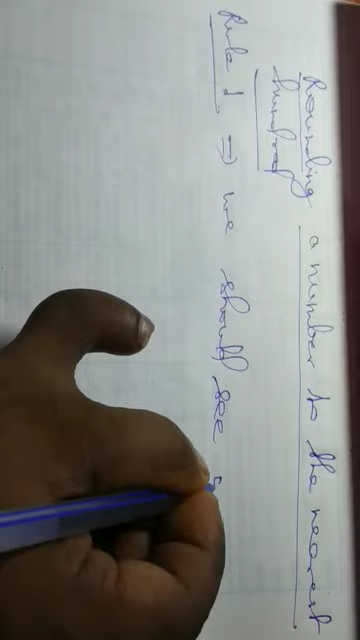 Rounding a number to the nearest
hundred
Rule 1 → we should see